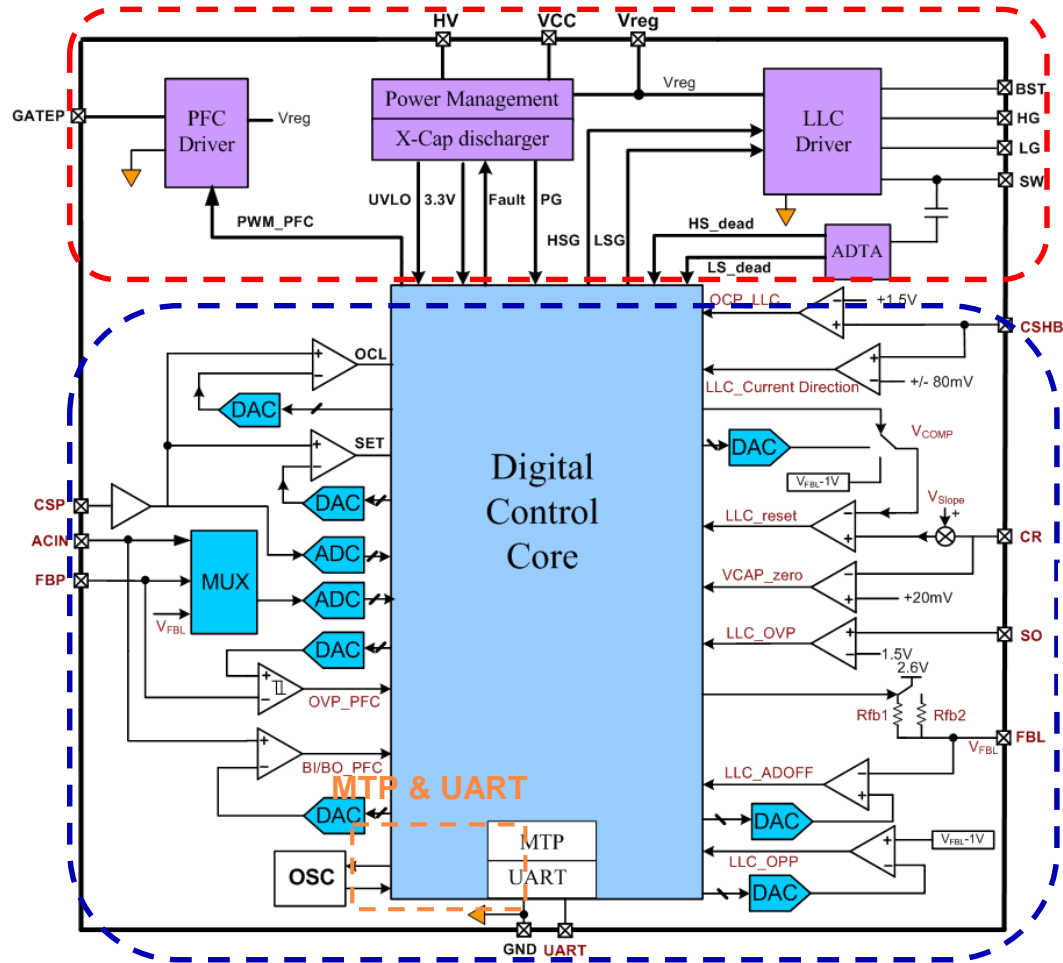 HV
VCC
Vreg
GATEP
PFC
Driver
Vreg
Power Management
X-Cap discharger
Vreg
LLC
Driver
BST
HG
LG
SW
UVLO
3.3V
Fault
PG
PWM_PFC
HSG
LSG
HS_dead
LS_dead
ADTA
OCP_LLC
+1.5V
CSHB
OCL
DAC
LLC_Current Direction
+/- 80mV
SET
DAC
DAC
VCOMP
VFBL-1V
Digital
Control
Core
CSP
ACIN
FBP
MUX
VFBL
ADC
ADC
LLC_reset
VSlope
CR
VCAP_zero
+20mV
DAC
LLC_OVP
1.5V
SO
OVP_PFC
2.6V
Rfb1
Rfb2
VFBL
FBL
BI/BO_PFC
LLC_ADOFF
MTP & UART
DAC
DAC
MTP
UART
OSC
LLC_OPP
VFBL-1V
DAC
GND
UART